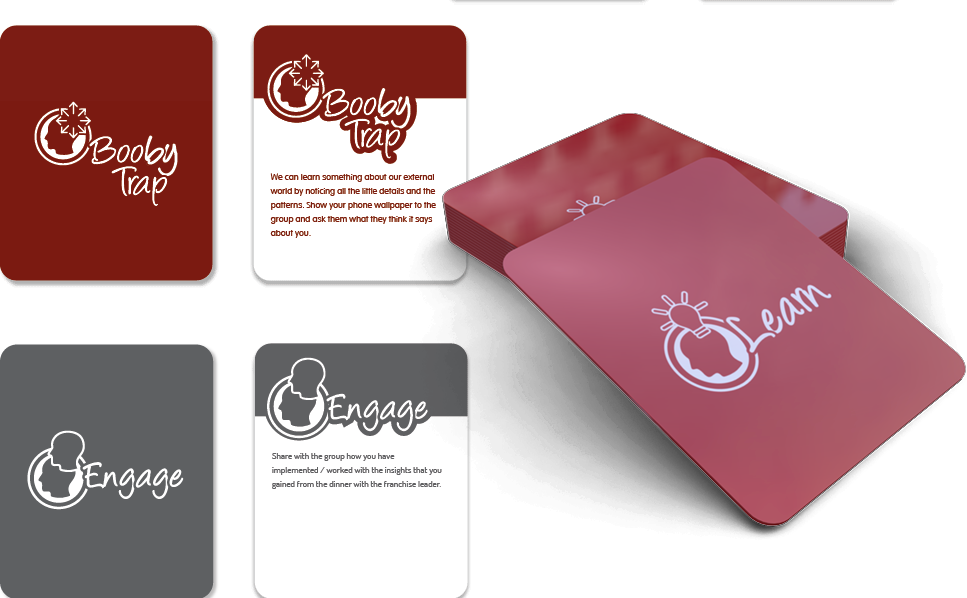 Booby
Trap
Booby
Trap
We can learn something about our external
world by noticing all the little details and the
patterns. Show your phone wallpaper to the
group and ask them what they think it says
about you.
Learn
Engage
Engage
Share with the group how you have
implemented / worked with the insights that you
gained from the dinner with the franchise leader.